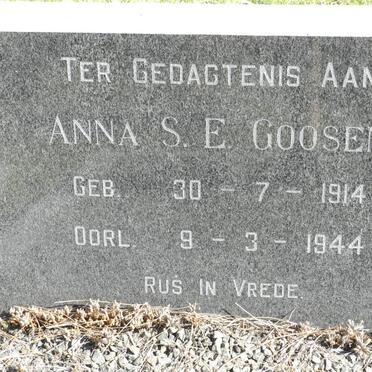 TER GEDAGTENIS AAN
ANNA S. E. GOOSEN
GEB. 30 - 7 - 1914
OORL. 9 - 3 - 1944
RUS IN VREDE.